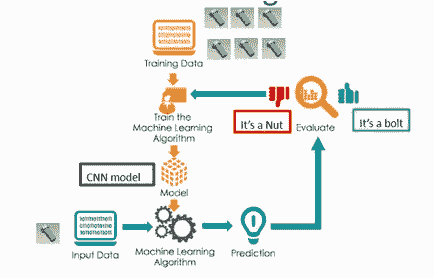 Training Data
Train the
Machine Learning
Algorithm
It's a Nut
Evaluate
It's a bolt
CNN model
Model
Input Data
Machine Learning
Algorithm
Prediction